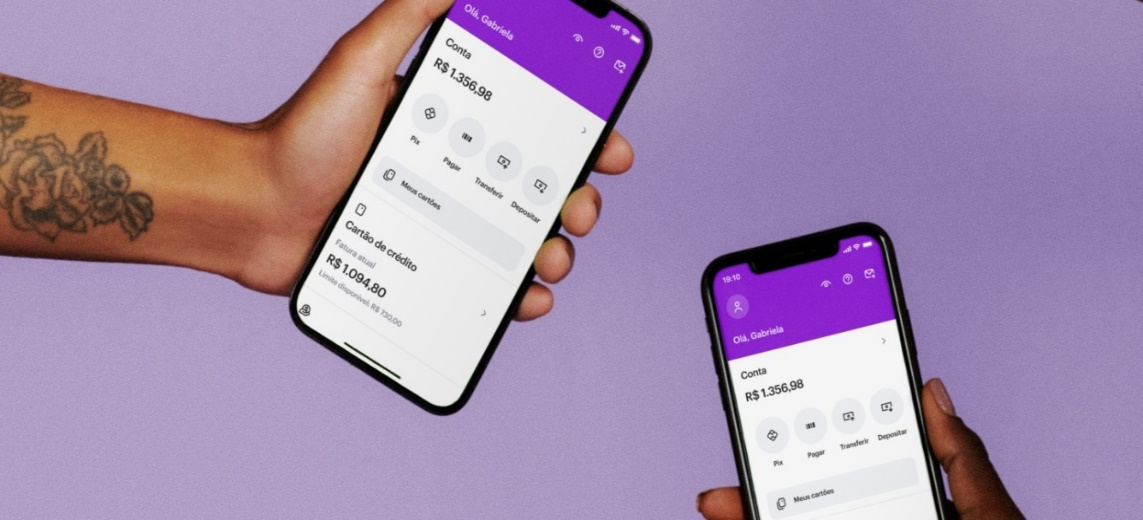 Olá, Gabriela
Conta
R$ 1.356,98
Pix
Pagar
Transferir
Depositar
Meus cartões
Cartão de crédito
Fatura atual
R$ 1.094,80
Limite disponível: R$ 730,00
19:10
Olá, Gabriela
Conta
R$ 1.356,98
Pix
Pagar
Transferir
Depositar
Meus cartões